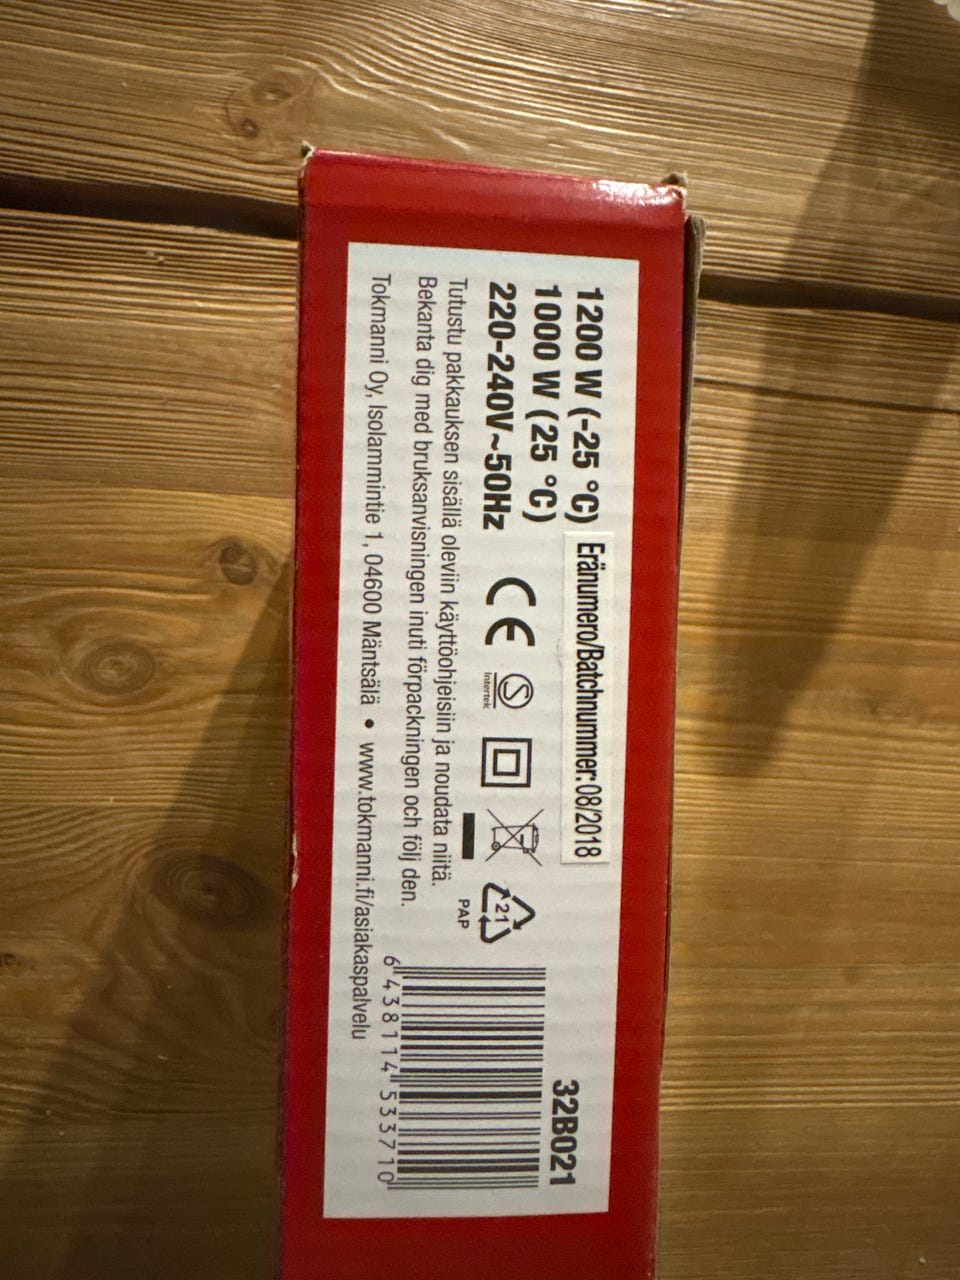 1200 W (-25 °C)
Eränumero/Batchnummer: 08/2018
1000 W (25 °C)
220-240V~50Hz
CE
Intertek
21
PAP
32B021
Tutustu pakkauksen sisällä oleviin käyttöohjeisiin ja noudata niitä.
Bekanta dig med bruksanvisningen inuti förpackningen och följ den.
Tokmanni Oy, Isolammintie 1, 04600 Mäntsälä • www.tokmanni.fi/asiakaspalvelu
6 438114 533710